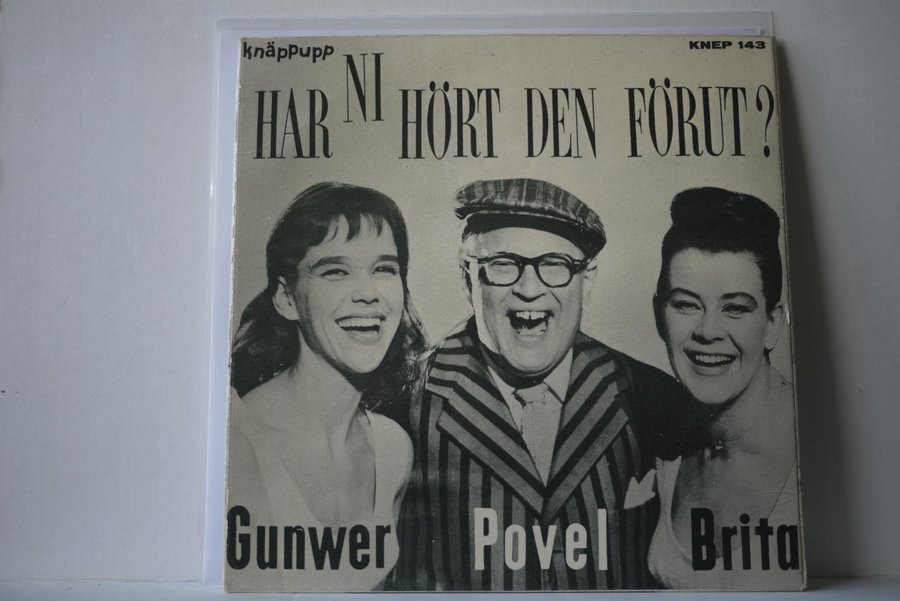 knäppupp KNEP 143
HAR NI HÖRT DEN FÖRUT?
Gunwer Povel Brita